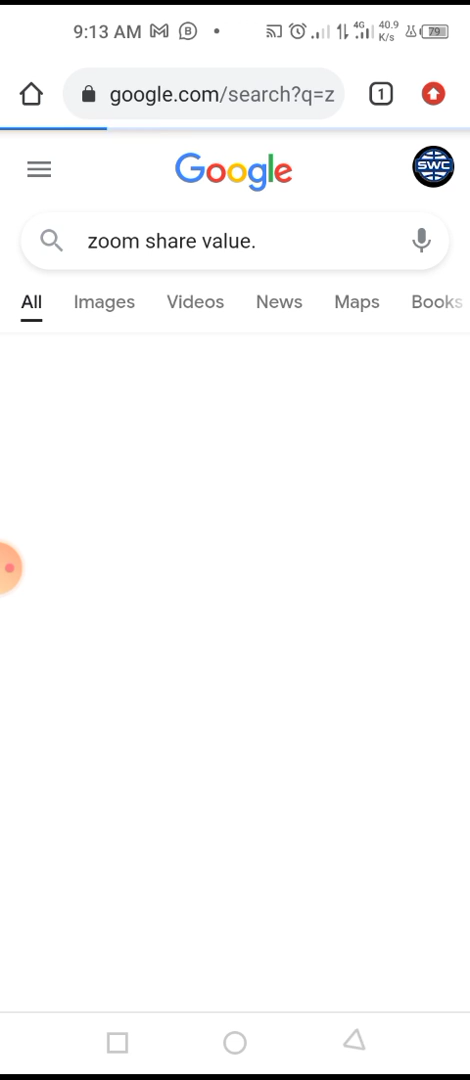 9:13 AM 4G 40.9 K/s 79
google.com/search?q=z 1
Google SWC
zoom share value.
All Images Videos News Maps Books